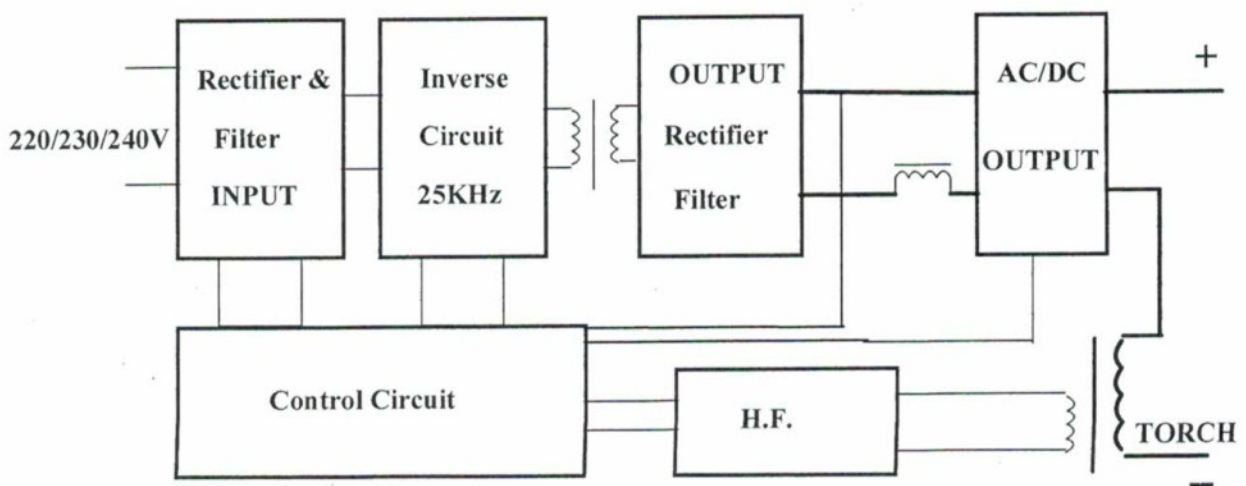 220/230/240V
Rectifier &
Filter
INPUT
Inverse
Circuit
25KHz
OUTPUT
Rectifier
Filter
AC/DC
OUTPUT
+
Control Circuit
H.F.
TORCH
-